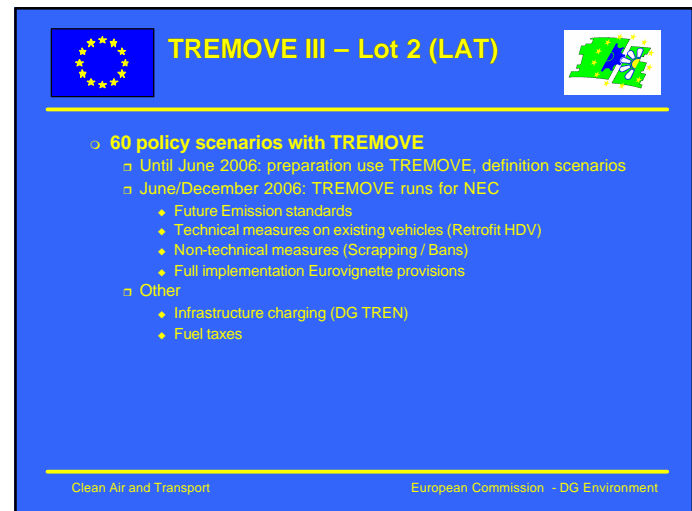 TREMOVE III – Lot 2 (LAT)
60 policy scenarios with TREMOVE
Until June 2006: preparation use TREMOVE, definition scenarios
June/December 2006: TREMOVE runs for NEC
Future Emission standards
Technical measures on existing vehicles (Retrofit HDV)
Non-technical measures (Scrapping / Bans)
Full implementation Eurovignette provisions
Other
Infrastructure charging (DG TREN)
Fuel taxes
Clean Air and Transport
European Commission - DG Environment